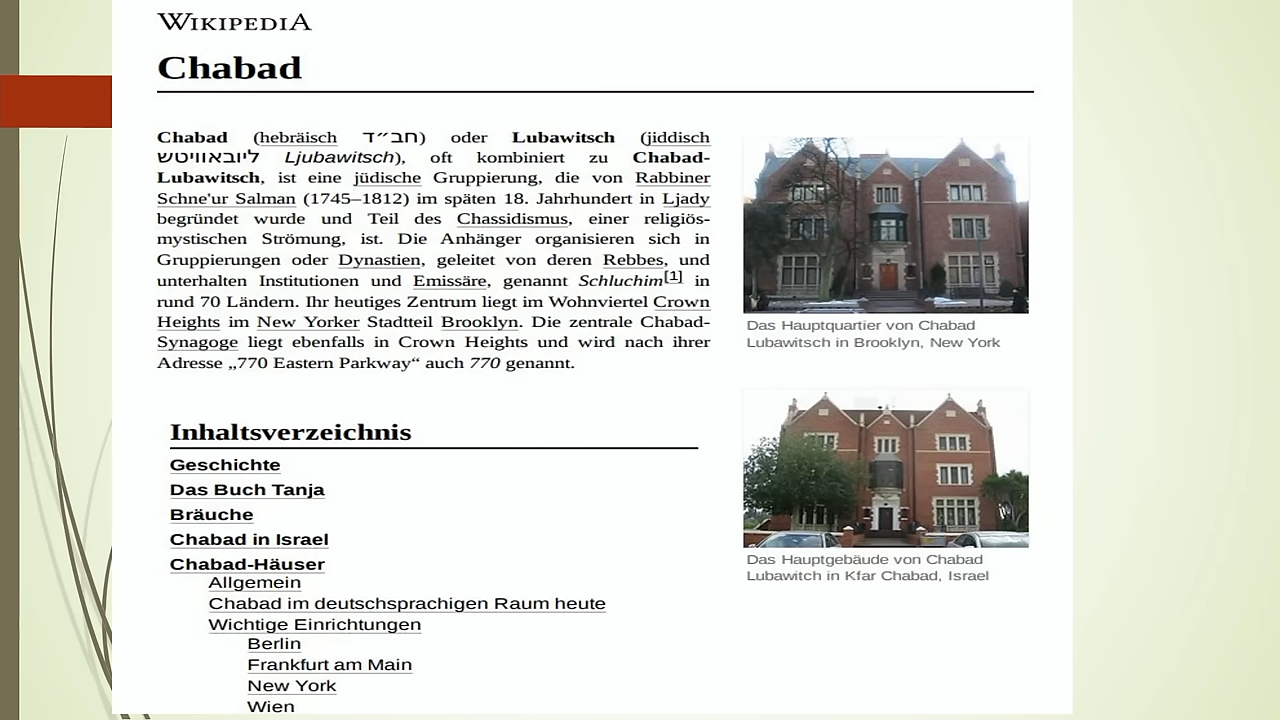 WIKIPEDIA
Chabad
Chabad (hebräisch חב״ד) oder Lubawitsch (jiddisch
ליובאוויטש Ljubawitsch), oft kombiniert zu Chabad-
Lubawitsch, ist eine jüdische Gruppierung, die von Rabbiner
Schne'ur Salman (1745–1812) im späten 18. Jahrhundert in Ljady
begründet wurde und Teil des Chassidismus, einer religiös-
mystischen Strömung, ist. Die Anhänger organisieren sich in
Gruppierungen oder Dynastien, geleitet von deren Rebbes, und
unterhalten Institutionen und Emissäre, genannt Schluchim[1] in
rund 70 Ländern. Ihr heutiges Zentrum liegt im Wohnviertel Crown
Heights im New Yorker Stadtteil Brooklyn. Die zentrale Chabad-
Synagoge liegt ebenfalls in Crown Heights und wird nach ihrer
Adresse „770 Eastern Parkway“ auch 770 genannt.
Das Hauptquartier von Chabad
Lubawitsch in Brooklyn, New York
Das Hauptgebäude von Chabad
Lubawitch in Kfar Chabad, Israel
Inhaltsverzeichnis
Geschichte
Das Buch Tanja
Bräuche
Chabad in Israel
Chabad-Häuser
Allgemein
Chabad im deutschsprachigen Raum heute
Wichtige Einrichtungen
Berlin
Frankfurt am Main
New York
Wien